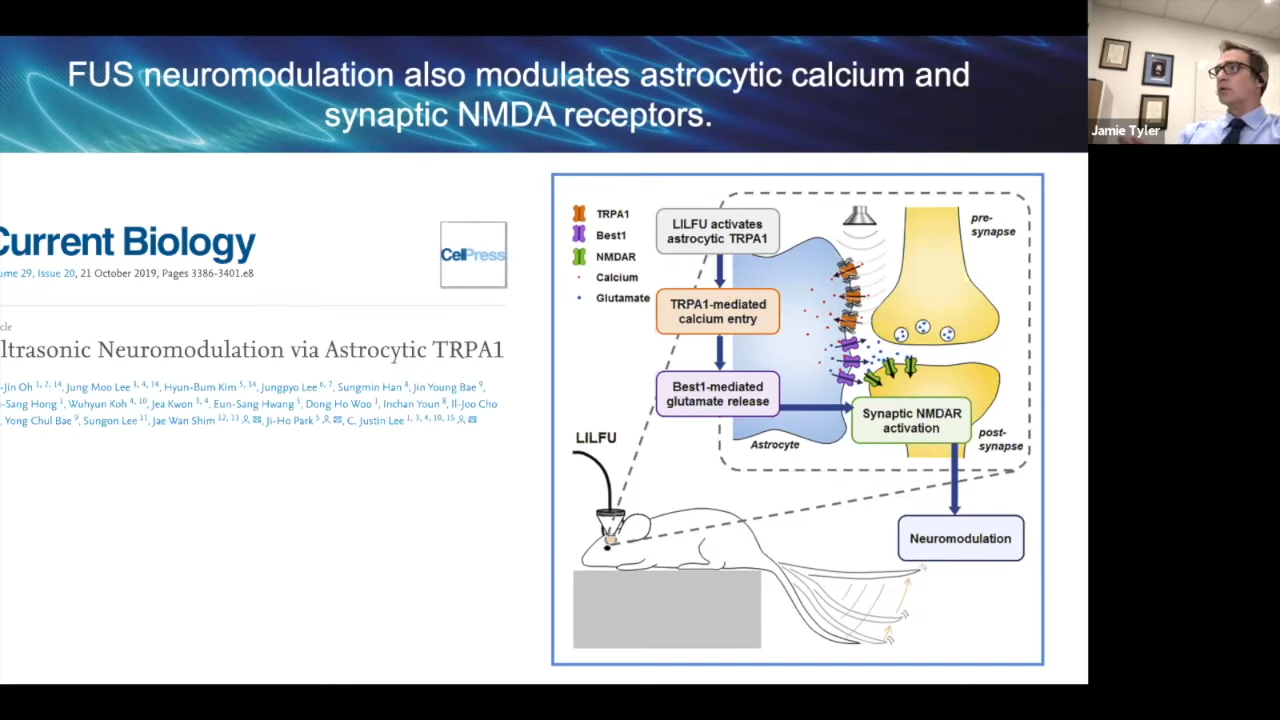 FUS neuromodulation also modulates astrocytic calcium and
synaptic NMDA receptors.
Jamie Tyler
Current Biology
CellPress
ume 29, Issue 20, 21 October 2019, Pages 3386-3401.e8
cle
ltrasonic Neuromodulation via Astrocytic TRPA1
-Jin Oh 1, 2, 14, Jung Moo Lee 3, 4, 14, Hyun-Bum Kim 5, 14, Jungpyo Lee 6, 7, Sungmin Han 8, Jin Young Bae 9,
-Sang Hong 1, Wuhyun Koh 4, 10, Jea Kwon 3, 4, Eun-Sang Hwang 5, Dong Ho Woo 1, Inchan Youn 8, Il-Joo Cho
, Yong Chul Bae 9, Sungon Lee 11, Jae Wan Shim 12, 13, Ji-Ho Park 5, C. Justin Lee 1, 3, 4, 10, 15
TRPA1
Best1
NMDAR
Calcium
Glutamate
LILFU activates
astrocytic TRPA1
TRPA1-mediated
calcium entry
Best1-mediated
glutamate release
Synaptic NMDAR
activation
pre-
synapse
post-
synapse
Astrocyte
LILFU
Neuromodulation